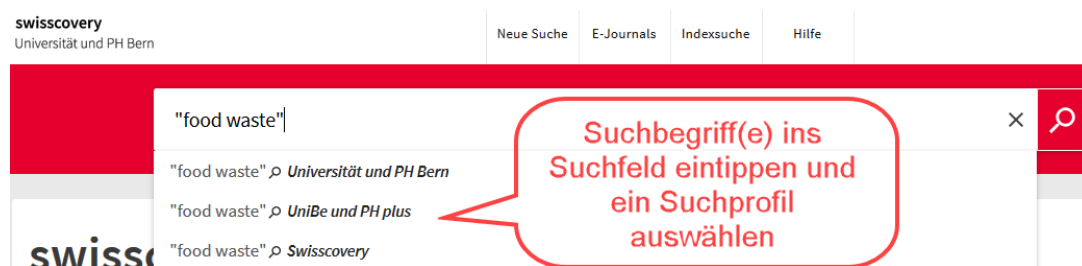 swisscovery
Universität und PH Bern
Neue Suche E-Journals Indexsuche Hilfe
"food waste"
"food waste" Universität und PH Bern
"food waste" UniBe und PH plus
"food waste" Swisscovery
Suchbegriff(e) ins
Suchfeld eintippen und
ein Suchprofil
auswählen